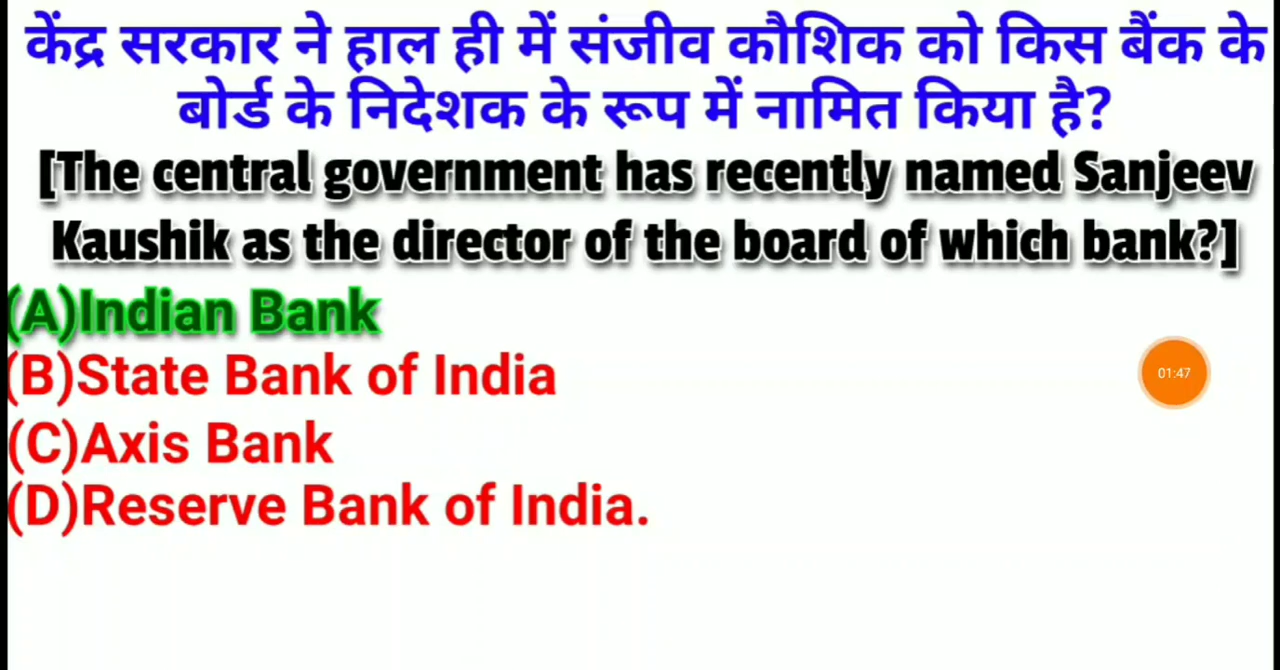 केंद्र सरकार ने हाल ही में संजीव कौशिक को किस बैंक के
बोर्ड के निदेशक के रूप में नामित किया है?
[The central government has recently named Sanjeev
Kaushik as the director of the board of which bank?]
(A)Indian Bank
(B)State Bank of India
01:47
(C)Axis Bank
(D)Reserve Bank of India.